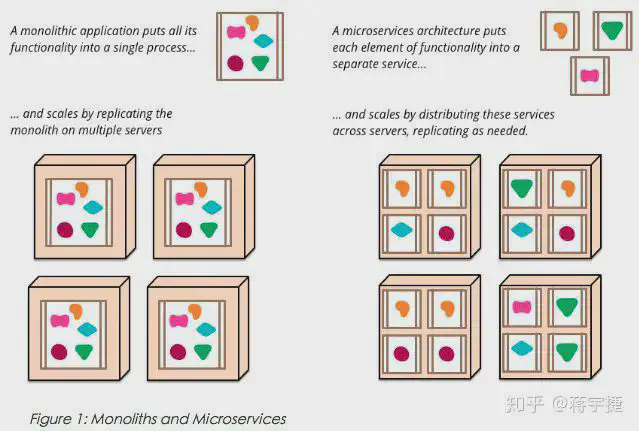 A monolithic application puts all its
functionality into a single process...
... and scales by replicating the
monolith on multiple servers
A microservices architecture puts
each element of functionality into a
separate service...
... and scales by distributing these services
across servers, replicating as needed.
Figure 1: Monoliths and Microservices
知乎 @蒋宇捷